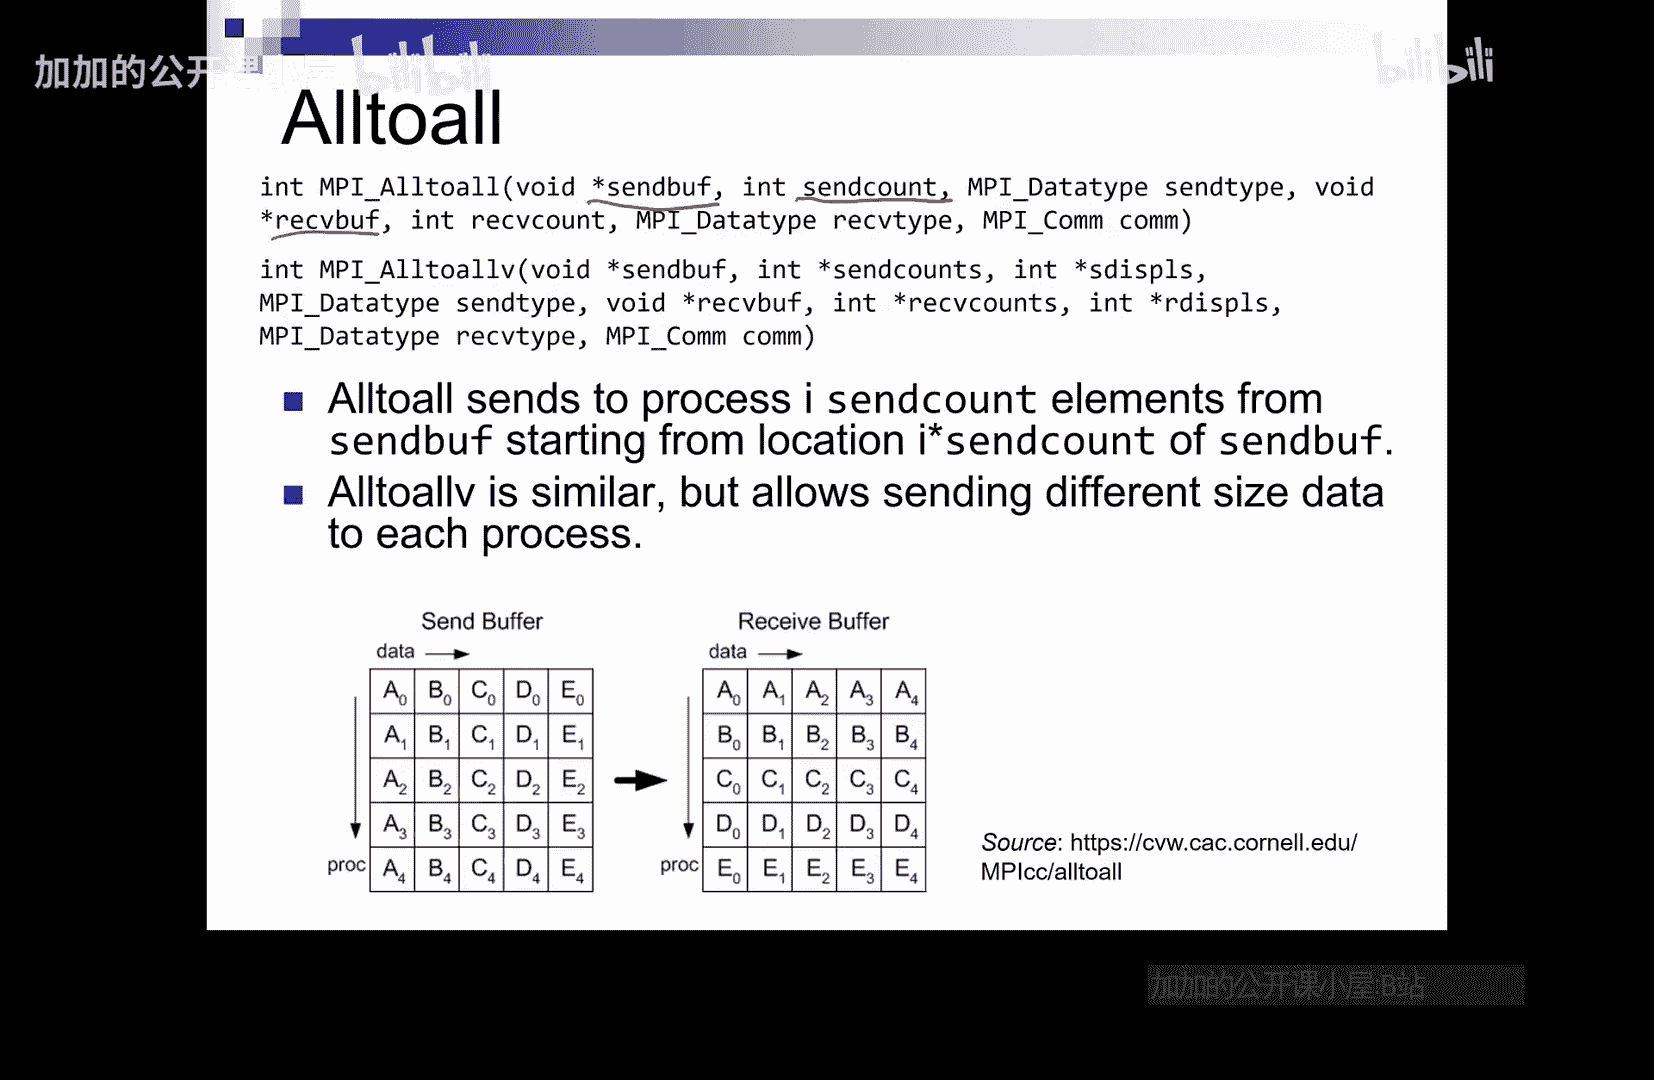 加加的公开课小屋
bilibili
bilibili
Alltoall
int MPI_Alltoall(void *sendbuf, int sendcount, MPI_Datatype sendtype, void
*recvbuf, int recvcount, MPI_Datatype recvtype, MPI_Comm comm)
int MPI_Alltoallv(void *sendbuf, int *sendcounts, int *sdispls,
MPI_Datatype sendtype, void *recvbuf, int *recvcounts, int *rdispls,
MPI_Datatype recvtype, MPI_Comm comm)
Alltoall sends to process i sendcount elements from
sendbuf starting from location i*sendcount of sendbuf.
Alltoallv is similar, but allows sending different size data
to each process.
Send Buffer
data
A0 B0 C0 D0 E0
A1 B1 C1 D1 E1
A2 B2 C2 D2 E2
A3 B3 C3 D3 E3
proc A4 B4 C4 D4 E4
Receive Buffer
data
A0 A1 A2 A3 A4
B0 B1 B2 B3 B4
C0 C1 C2 C3 C4
D0 D1 D2 D3 D4
proc E0 E1 E2 E3 E4
Source: https://cvw.cac.cornell.edu/
MPIcc/alltoall
加加的公开课小屋:B站